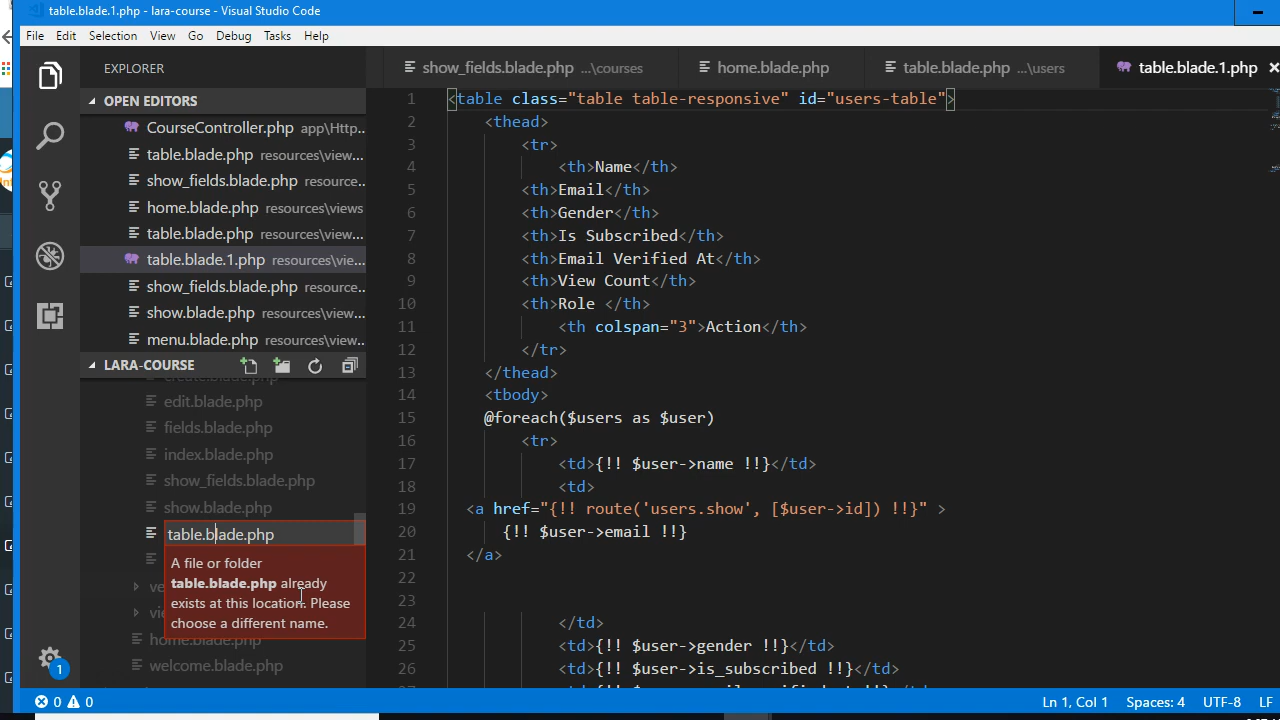 table.blade.1.php - lara-course - Visual Studio Code
File Edit Selection View Go Debug Tasks Help
EXPLORER
show_fields.blade.php ...\courses
home.blade.php
table.blade.php ...\users
table.blade.1.php
OPEN EDITORS
CourseController.php app\Http...
table.blade.php resources\view...
show_fields.blade.php resource...
home.blade.php resources\views
table.blade.php resources\view...
table.blade.1.php resources\vie...
show_fields.blade.php resource...
show.blade.php resources\view...
menu.blade.php resources\view...
LARA-COURSE
create.blade.php
edit.blade.php
fields.blade.php
index.blade.php
show_fields.blade.php
show.blade.php
table.blade.php
A file or folder
table.blade.php already
exists at this location. Please
choose a different name.
home.blade.php
welcome.blade.php
1
1 <table class="table table-responsive" id="users-table">
2 <thead>
3 <tr>
4 <th>Name</th>
5 <th>Email</th>
6 <th>Gender</th>
7 <th>Is Subscribed</th>
8 <th>Email Verified At</th>
9 <th>View Count</th>
10 <th>Role </th>
11 <th colspan="3">Action</th>
12 </tr>
13 </thead>
14 <tbody>
15 @foreach($users as $user)
16 <tr>
17 <td>{!! $user->name !!}</td>
18 <td>
19 <a href="{!! route('users.show', [$user->id]) !!}" >
20 {!! $user->email !!}
21 </a>
22
23
24 </td>
25 <td>{!! $user->gender !!}</td>
26 <td>{!! $user->is_subscribed !!}</td>
0 0
Ln 1, Col 1 Spaces: 4 UTF-8 LF